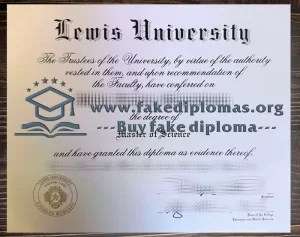 Lewis University
The Trustees of the University, by virtue of the authority
vested in them, and upon recommendation of
the Faculty, have conferred on
www.fakediplomas.org
the degree of
---Buy fake diploma---
Master of Science
and have granted this diploma as evidence thereof.